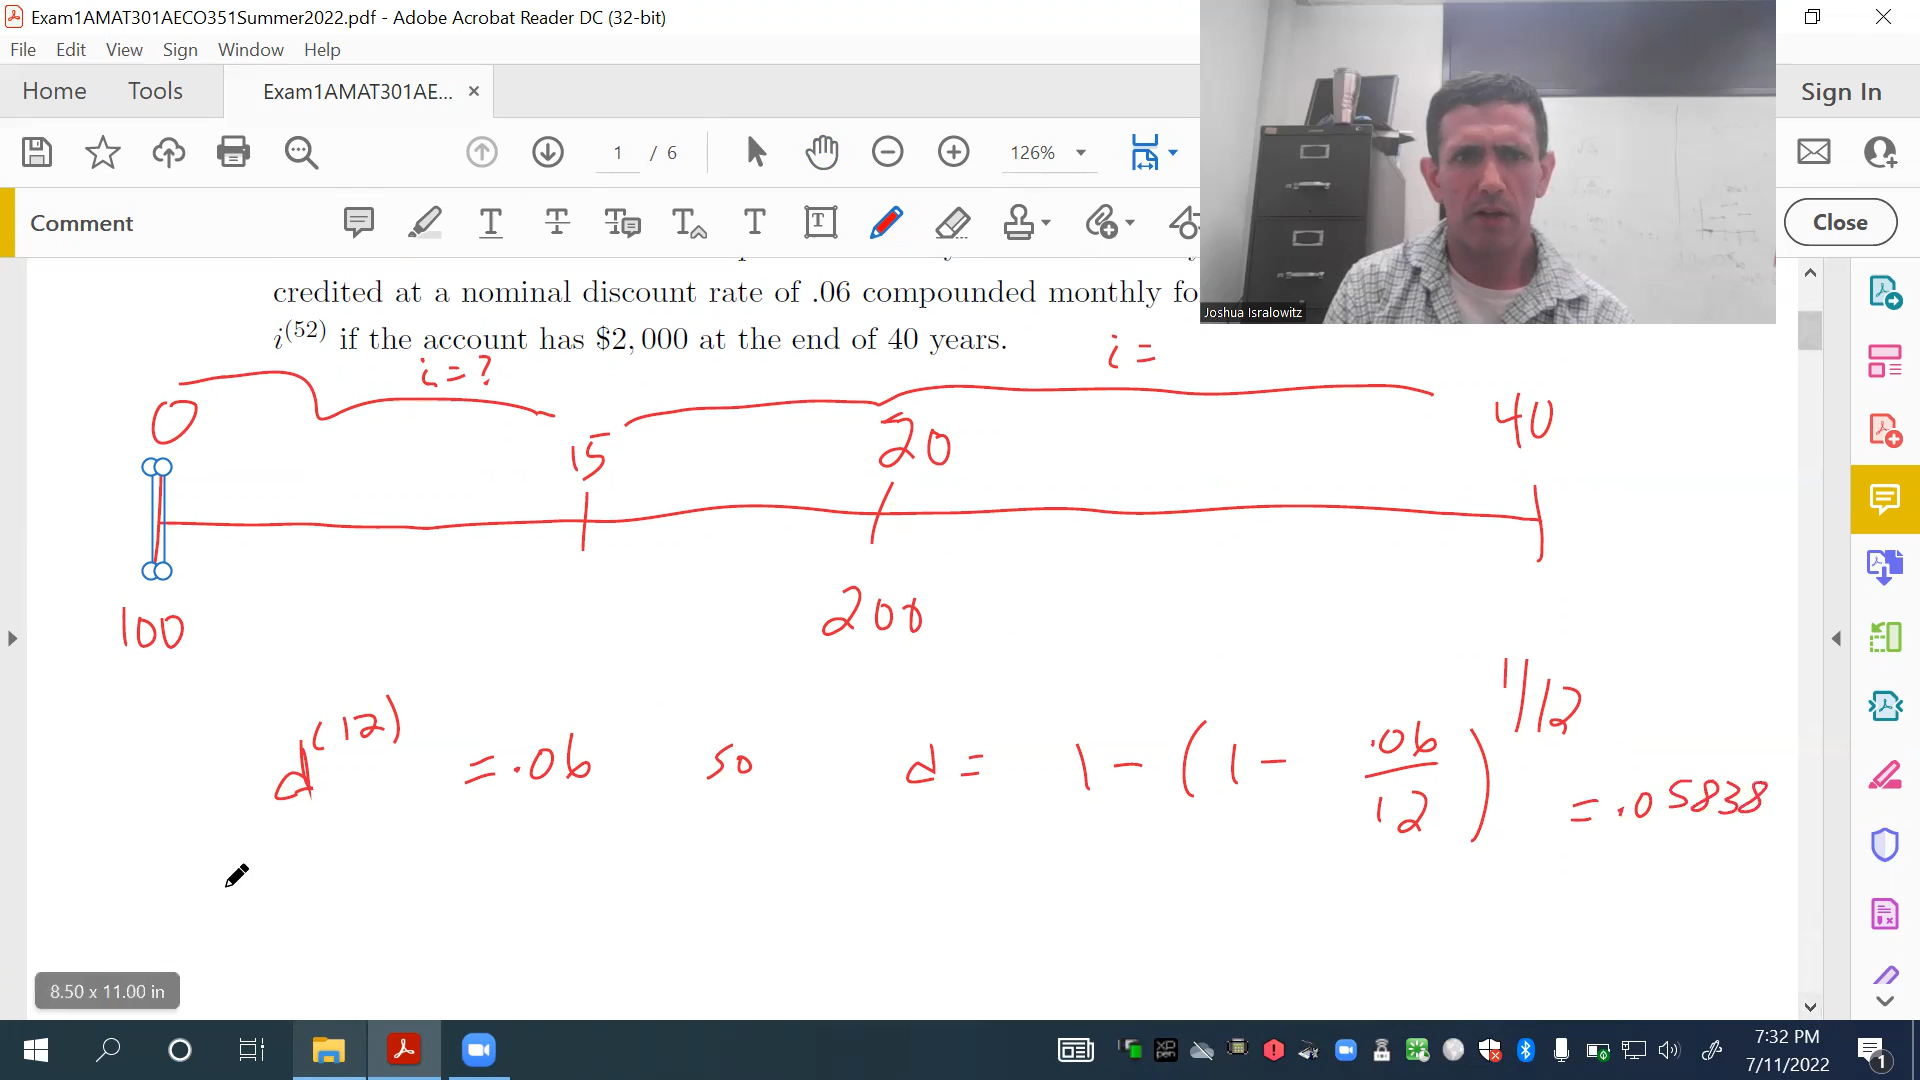 Exam1AMAT301AECO351Summer2022.pdf - Adobe Acrobat Reader DC (32-bit)
File Edit View Sign Window Help
Home Tools Exam1AMAT301AE... × Sign In
1 / 6 126%
Comment Close
credited at a nominal discount rate of .06 compounded monthly fo
i^(52) if the account has $2,000 at the end of 40 years.
Joshua Isralowitz
i = ? i =
0 15 20 40
100 200
d^(12) = .06 so d = 1 - (1 - .06/12)^1/12 = .05838
8.50 x 11.00 in
7:32 PM
7/11/2022
1